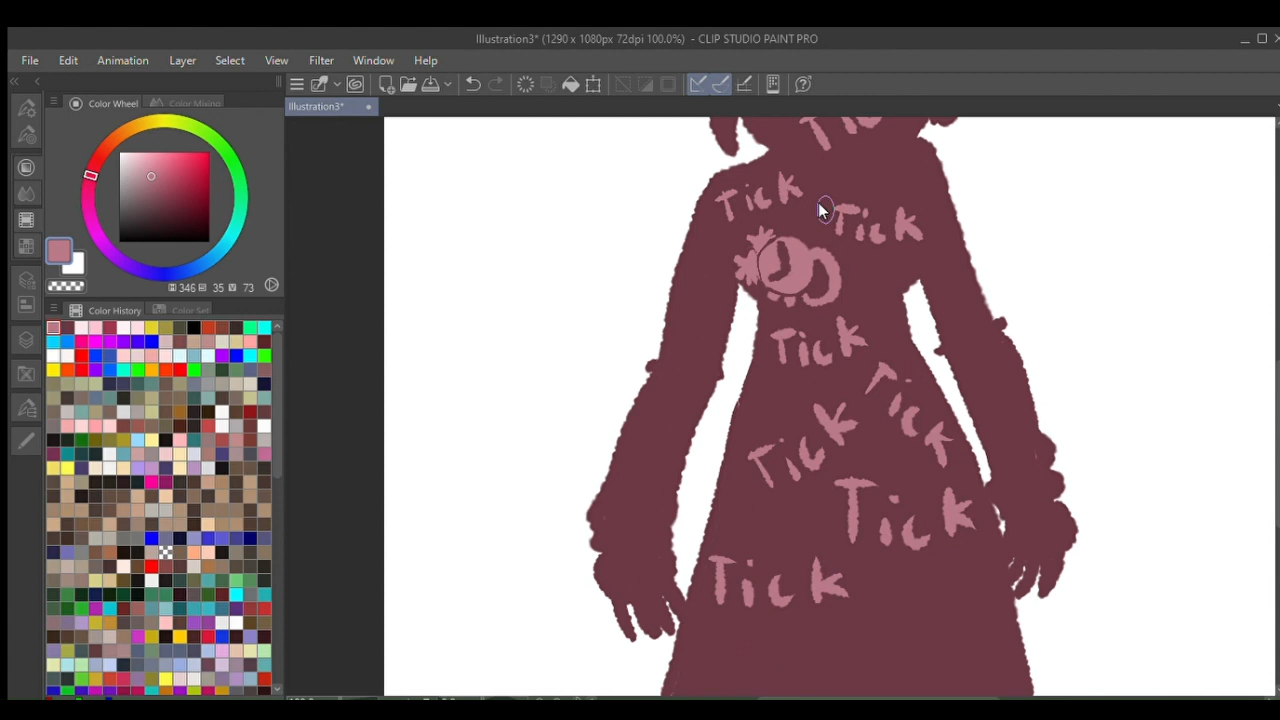 Illustration3* (1290 x 1080px 72dpi 100.0%) - CLIP STUDIO PAINT PRO
File Edit Animation Layer Select View Filter Window Help
Illustration3*
Color Wheel Color Mixing
H 346 S 35 V 73
Color History Color Set
Tick
Tick
Tick
Tick
Tick
Tick
Tick
Tick